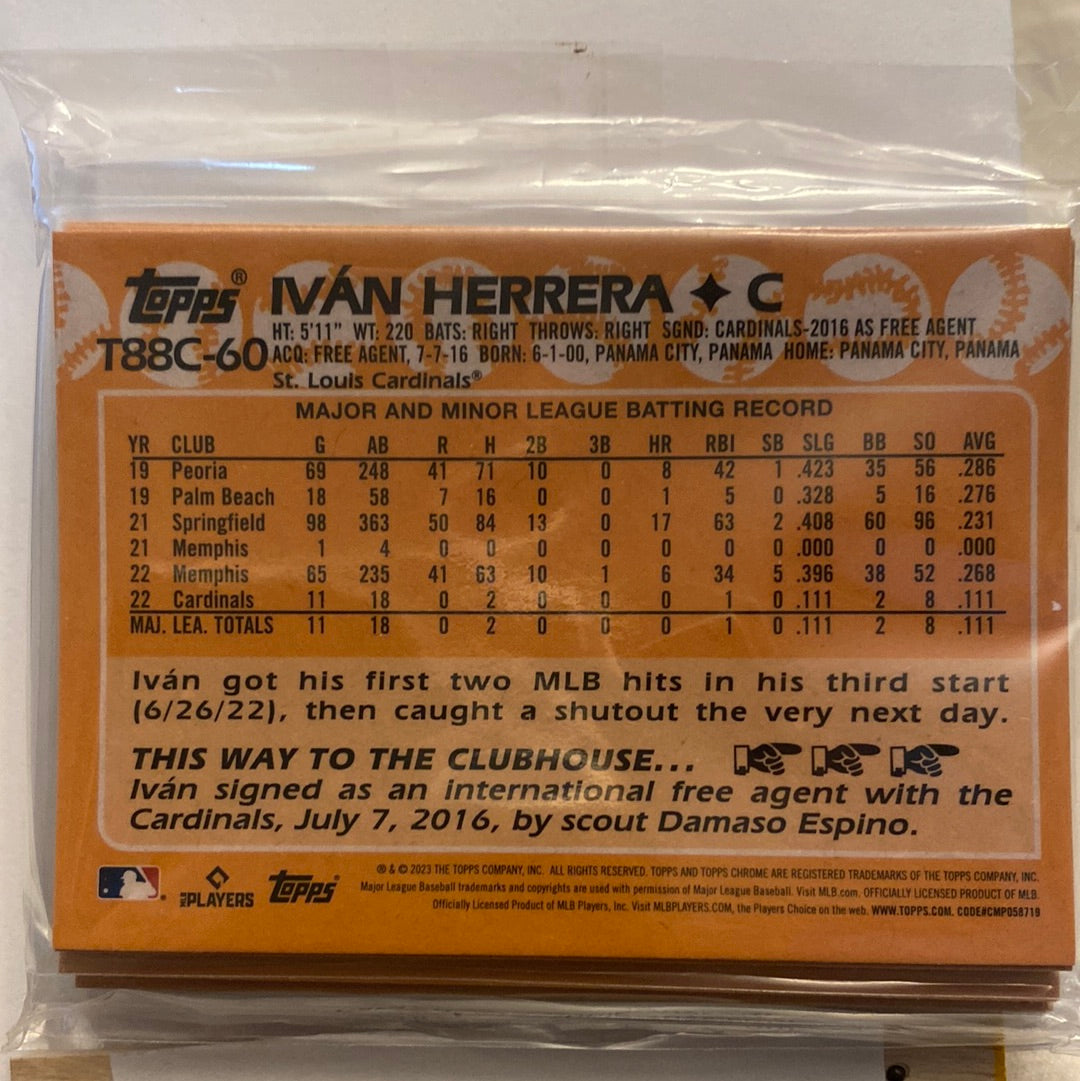 Topps® IVÁN HERRERA ✦ C
HT: 5'11" WT: 220 BATS: RIGHT THROWS: RIGHT SGND: CARDINALS-2016 AS FREE AGENT
T88C-60 ACQ: FREE AGENT, 7-7-16 BORN: 6-1-00, PANAMA CITY, PANAMA HOME: PANAMA CITY, PANAMA
St. Louis Cardinals®
MAJOR AND MINOR LEAGUE BATTING RECORD
YR CLUB G AB R H 2B 3B HR RBI SB SLG BB SO AVG
19 Peoria 69 248 41 71 10 0 8 42 1 .423 35 56 .286
19 Palm Beach 18 58 7 16 0 0 1 5 0 .328 5 16 .276
21 Springfield 98 363 50 84 13 0 17 63 2 .408 60 96 .231
21 Memphis 1 4 0 0 0 0 0 0 0 .000 0 0 .000
22 Memphis 65 235 41 63 10 1 6 34 5 .396 38 52 .268
22 Cardinals 11 18 0 2 0 0 0 1 0 .111 2 8 .111
MAJ. LEA. TOTALS 11 18 0 2 0 0 0 1 0 .111 2 8 .111
Iván got his first two MLB hits in his third start
(6/26/22), then caught a shutout the very next day.
THIS WAY TO THE CLUBHOUSE...
Iván signed as an international free agent with the
Cardinals, July 7, 2016, by scout Damaso Espino.
® & © 2023 THE TOPPS COMPANY, INC. ALL RIGHTS RESERVED. TOPPS AND TOPPS CHROME ARE REGISTERED TRADEMARKS OF THE TOPPS COMPANY, INC.
MLB PLAYERS Topps Major League Baseball trademarks and copyrights are used with permission of Major League Baseball. Visit MLB.com. OFFICIALLY LICENSED PRODUCT OF MLB
Officially Licensed Product of MLB Players, Inc. Visit MLBPLAYERS.COM, the Players Choice on the web. WWW.TOPPS.COM. CODE#CMP058719